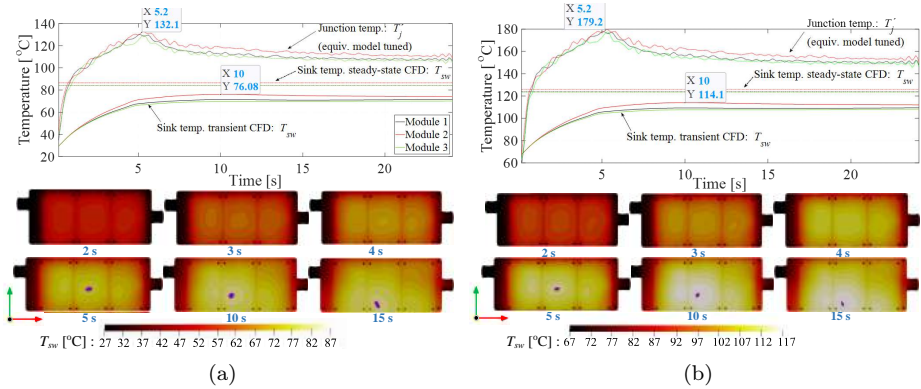 X 5.2
Y 132.1
Temperature [ °C]
140
120
100
80
60
40
20
Junction temp.: T'j
(equiv. model tuned)
Sink temp. steady-state CFD: Tsw
X 10
Y 76.08
Sink temp. transient CFD: Tsw
Module 1
Module 2
Module 3
5 10 15 20
Time [s]
2 s 3 s 4 s
5 s 10 s 15 s
Tsw [°C] :
27 32 37 42 47 52 57 62 67 72 77 82 87
(a)
X 5.2
Y 179.2
Temperature [ °C]
180
160
140
120
100
80
60
Junction temp.: T'j
(equiv. model tuned)
Sink temp. steady-state CFD: Tsw
X 10
Y 114.1
Sink temp. transient CFD: Tsw
5 10 15 20
Time [s]
2 s 3 s 4 s
5 s 10 s 15 s
Tsw [°C] :
67 72 77 82 87 92 97 102 107 112 117
(b)